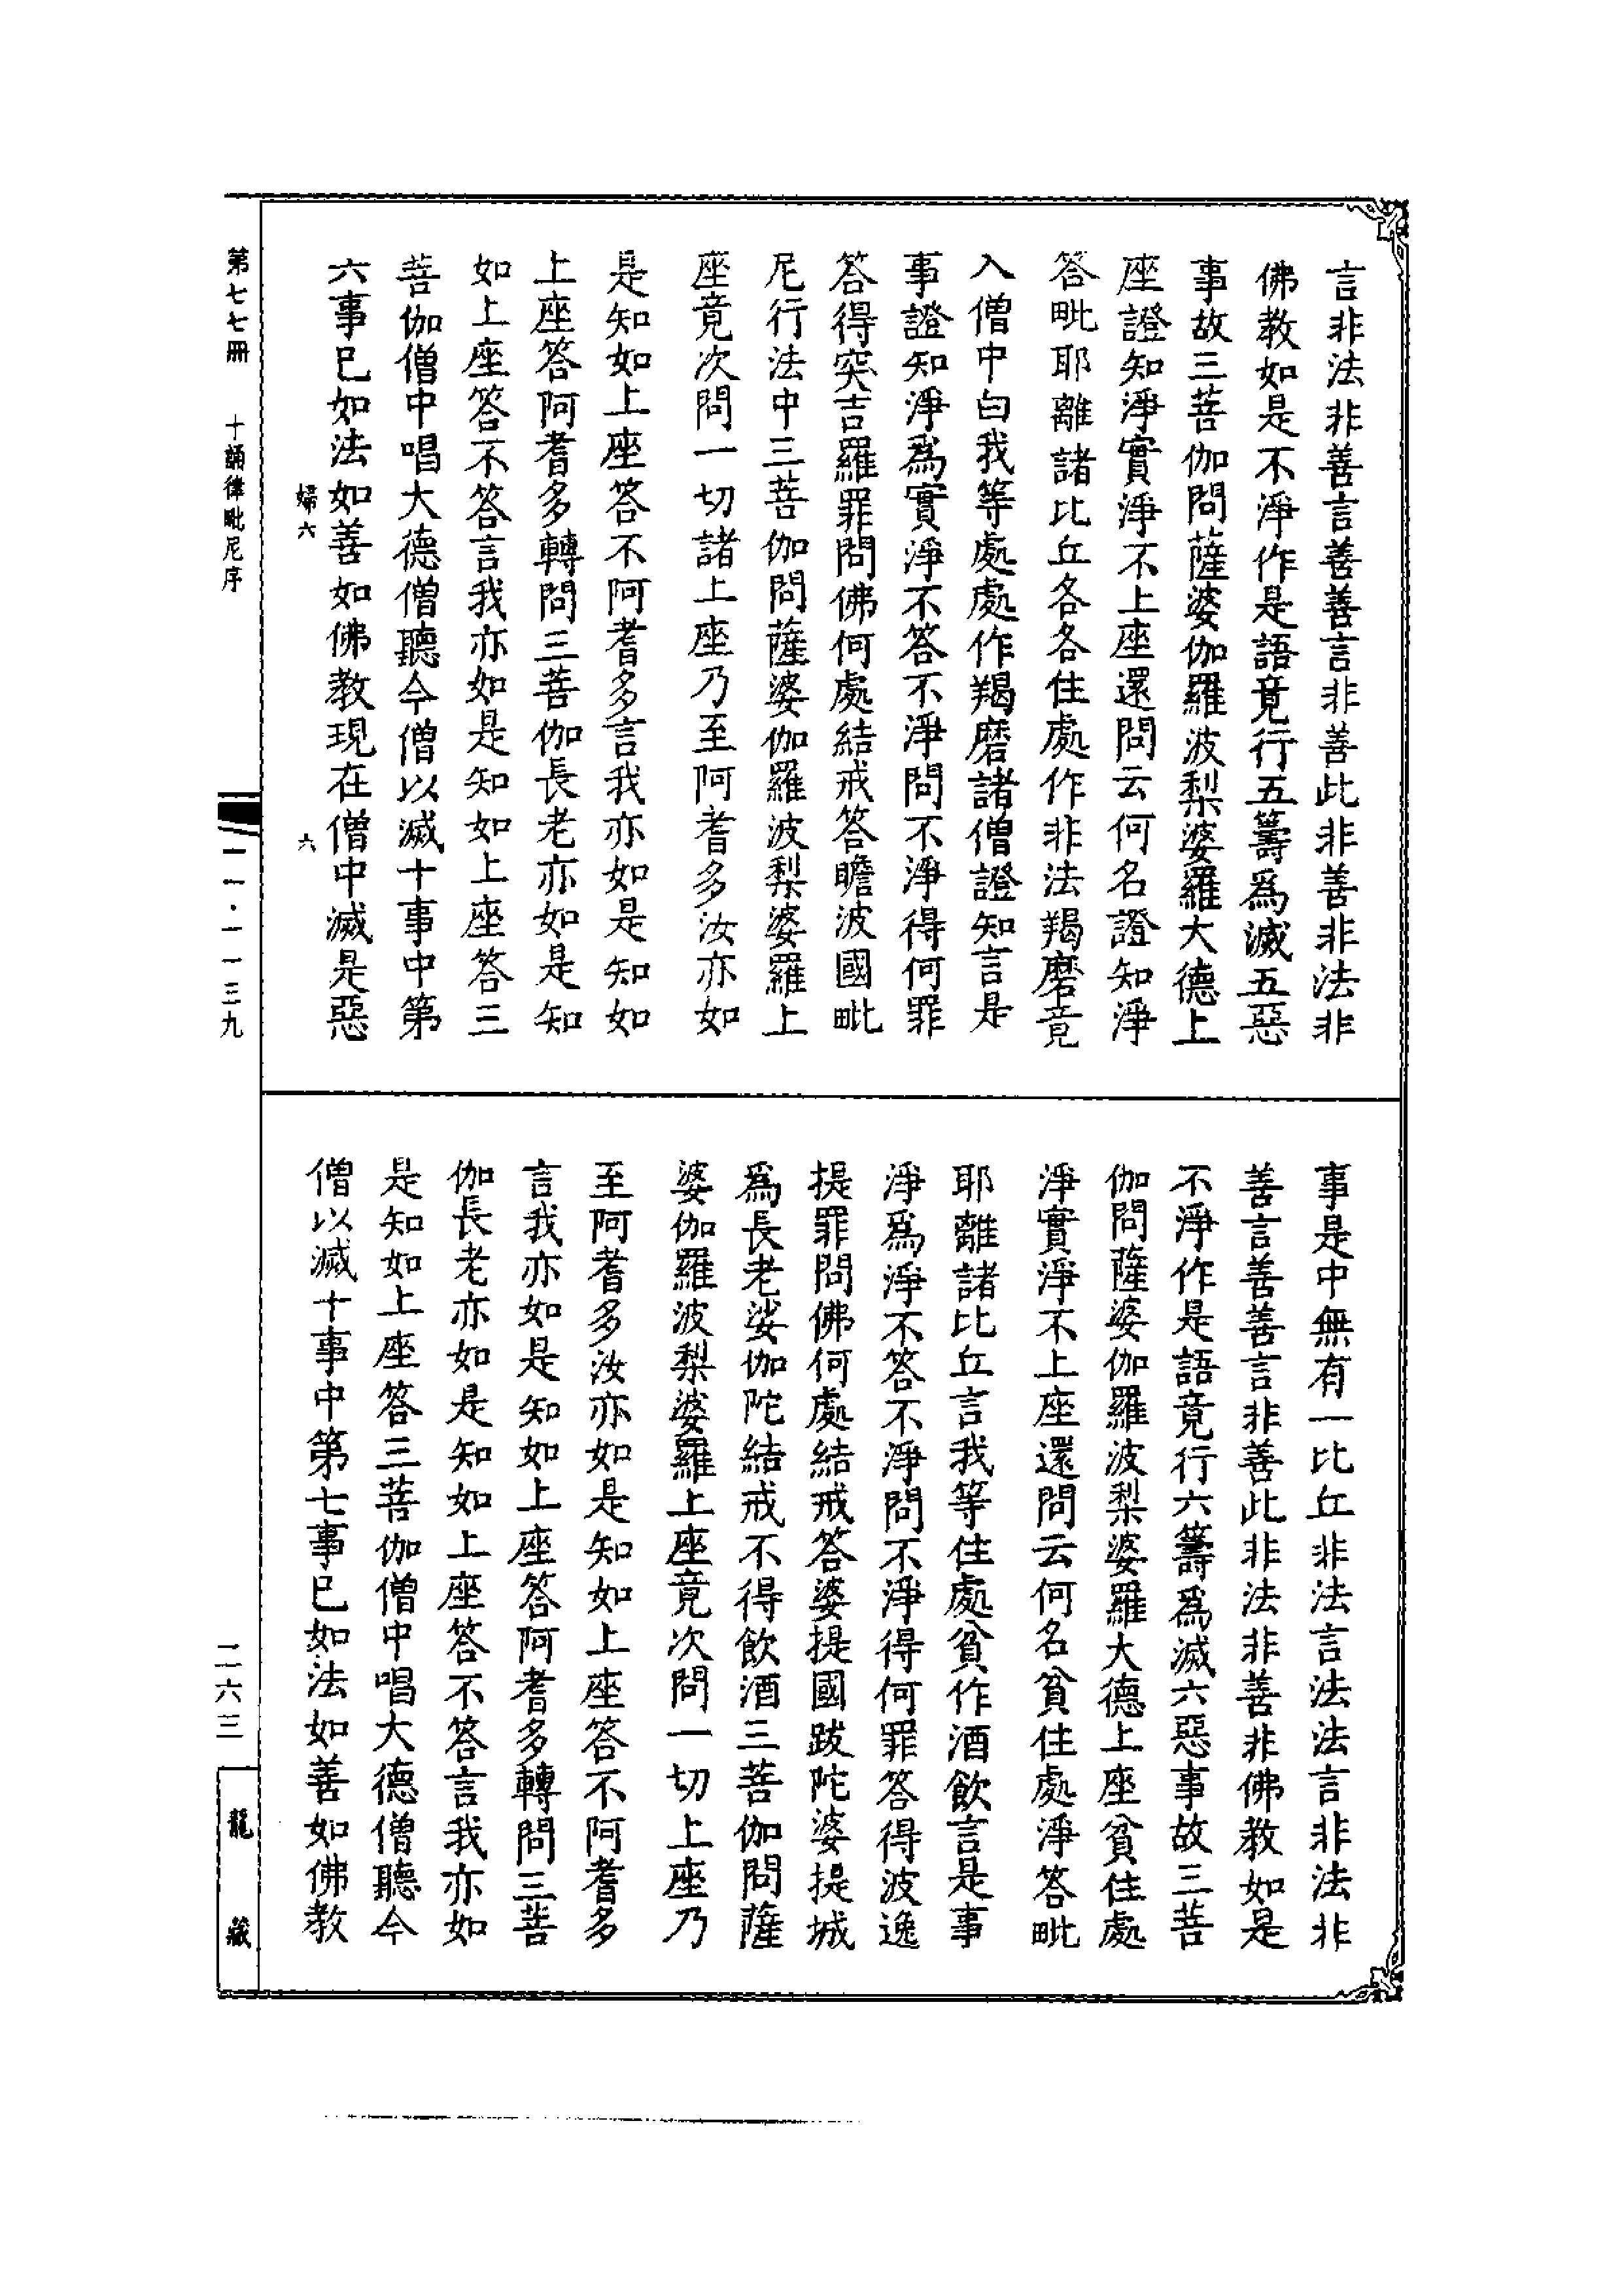 言非法非善言善善言非善此非善非法非
佛教如是不淨作是語竟行五籌為滅五惡
事故三菩伽問薩婆伽羅波梨婆羅大德上
座證知淨實淨不上座還問云何名證知淨
答毗耶離諸比丘各各住處作非法羯磨竟
入僧中白我等處處作羯磨諸僧證知言是
事證知淨為實淨不答不淨問不淨得何罪
答得突吉羅罪問佛何處結戒答瞻波國毗
尼行法中三菩伽問薩婆伽羅波梨婆羅上
座竟次問一切諸上座乃至阿耆多汝亦如
是知如上座答不阿耆多言我亦如是知如
上座答阿耆多轉問三菩伽長老亦如是知
如上座答不答言我亦如是知如上座答三
菩伽僧中唱大德僧聽今僧以滅十事中第
六事已如法如善如佛教現在僧中滅是惡
婦六
六
事是中無有一比丘非法言法法言非法非
善言善善言非善此非法非善非佛教如是
不淨作是語竟行六籌為滅六惡事故三菩
伽問薩婆伽羅波梨婆羅大德上座貧住處
淨實淨不上座還問云何名貧住處淨答毗
耶離諸比丘言我等住處貧作酒飲言是事
淨為淨不答不淨問不淨得何罪答得波逸
提罪問佛何處結戒答婆提國跋陀婆提城
為長老娑伽陀結戒不得飲酒三菩伽問薩
婆伽羅波梨婆羅上座竟次問一切上座乃
至阿耆多汝亦如是知如上座答不阿耆多
言我亦如是知如上座答阿耆多轉問三菩
伽長老亦如是知如上座答不答言我亦如
是知如上座答三菩伽僧中唱大德僧聽今
僧以滅十事中第七事已如法如善如佛教
第七七冊 十誦律毗尼序
一一·一一三九
二六三
龍藏